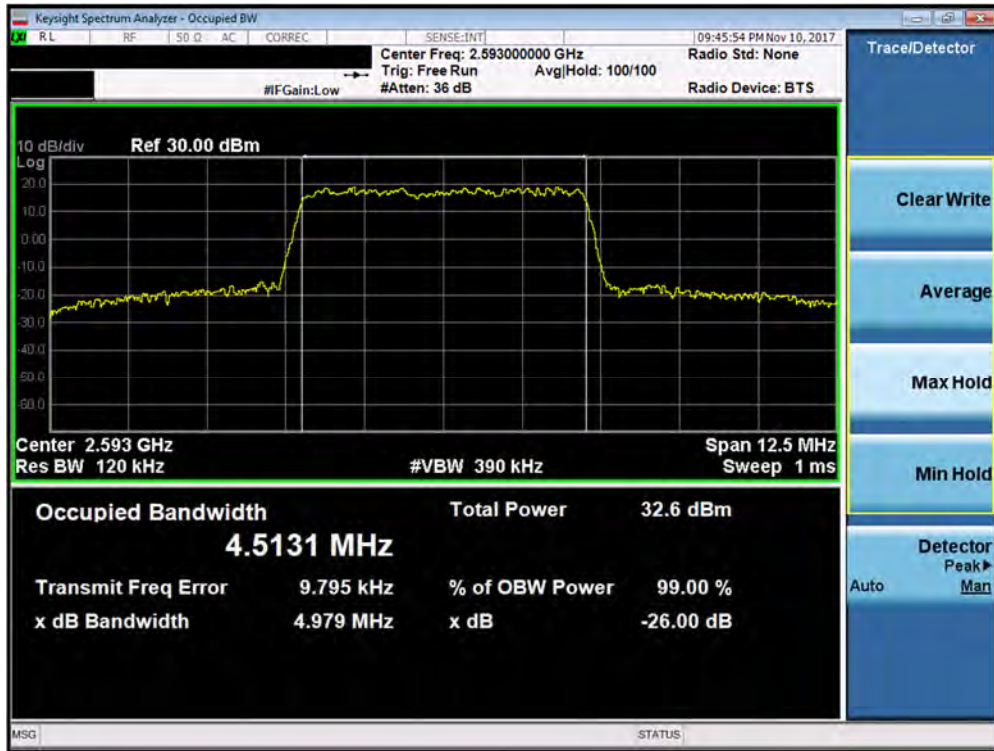 Keysight Spectrum Analyzer - Occupied BW
LXI RL RF 50 Ω AC CORREC SENSE:INT 09:45:54 PM Nov 10, 2017
Center Freq: 2.593000000 GHz Radio Std: None
Trig: Free Run Avg|Hold: 100/100
#IFGain:Low #Atten: 36 dB Radio Device: BTS
10 dB/div Ref 30.00 dBm
Log
20.0
10.0
0.00
-10.0
-20.0
-30.0
-40.0
-50.0
-60.0
Center 2.593 GHz Span 12.5 MHz
Res BW 120 kHz #VBW 390 kHz Sweep 1 ms
Occupied Bandwidth Total Power 32.6 dBm
4.5131 MHz
Transmit Freq Error 9.795 kHz % of OBW Power 99.00 %
x dB Bandwidth 4.979 MHz x dB -26.00 dB
MSG STATUS
Trace/Detector
Clear Write
Average
Max Hold
Min Hold
Detector
Peak▶
Auto Man